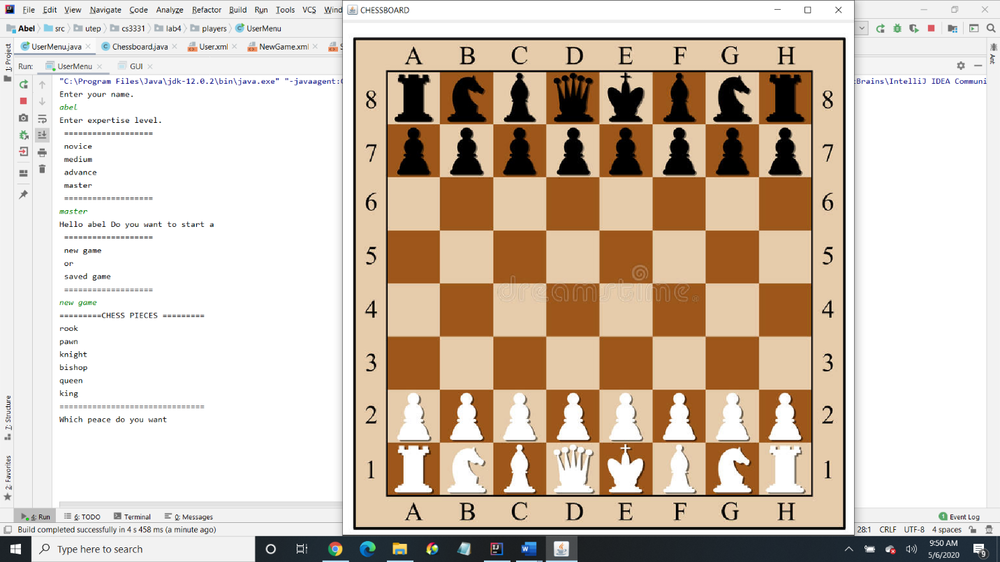 File Edit View Navigate Code Analyze Refactor Build Run Tools VCS Wind
CHESSBOARD
Abel src utep cs3331 lab4 players UserMenu
UserMenu.java Chessboard.java User.xml NewGame.xml S
Run: UserMenu GUI
1: Project
Ant
"C:\Program Files\Java\jdk-12.0.2\bin\java.exe" "-javaagent:C
Brains\IntelliJ IDEA Communi
Enter your name.
abel
Enter expertise level.
===================
novice
medium
advance
master
===================
master
Hello abel Do you want to start a
===================
new game
or
saved game
===================
new game
=========CHESS PIECES =========
rook
pawn
knight
bishop
queen
king
===============================
Which peace do you want
A B C D E F G H
8 8
7 7
6 6
5 5
4 4
3 3
2 2
1 1
A B C D E F G H
dreamstime.
Z: Structure
2: Favorites
4: Run 6: TODO Terminal 0: Messages
1 Event Log
Build completed successfully in 4 s 458 ms (a minute ago)
28:1 CRLF UTF-8 4 spaces
Type here to search
9:50 AM
5/6/2020
9